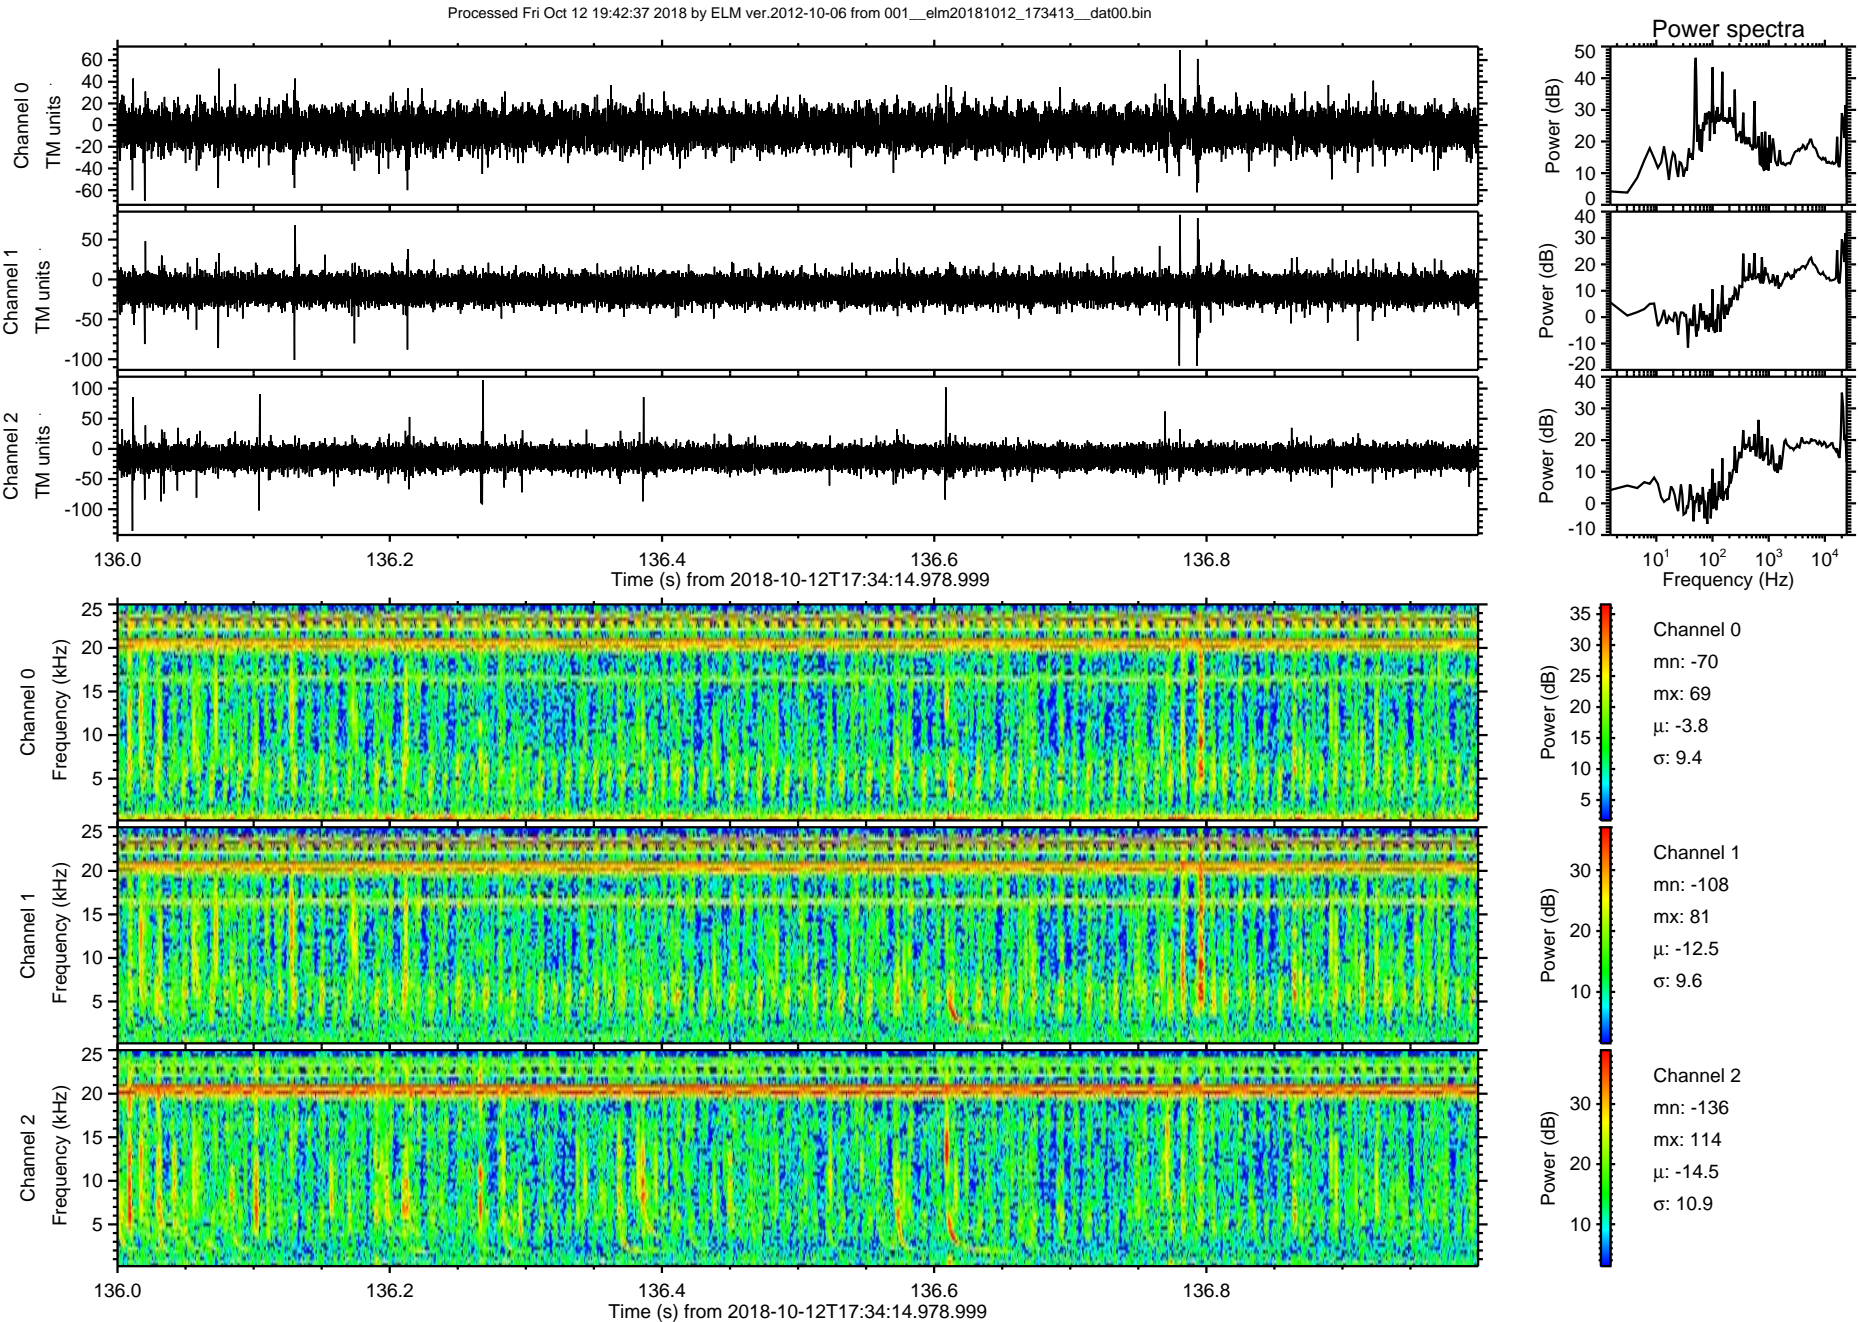 Processed Fri Oct 12 19:42:37 2018 by ELM ver.2012-10-06 from 001__elm20181012_173413__dat00.bin
Power spectra
Channel 0
TM units
60
40
20
0
-20
-40
-60
Power (dB)
50
40
30
20
10
0
Channel 1
TM units
50
0
-50
-100
Power (dB)
40
30
20
10
0
-10
-20
Channel 2
TM units
100
50
0
-50
-100
Power (dB)
40
30
20
10
0
-10
136.0 136.2 136.4 136.6 136.8
Time (s) from 2018-10-12T17:34:14.978.999
10^1 10^2 10^3 10^4
Frequency (Hz)
Channel 0
Frequency (kHz)
25
20
15
10
5
Power (dB)
35
30
25
20
15
10
5
Channel 0
mn: -70
mx: 69
μ: -3.8
σ: 9.4
Channel 1
Frequency (kHz)
25
20
15
10
5
Power (dB)
30
20
10
Channel 1
mn: -108
mx: 81
μ: -12.5
σ: 9.6
Channel 2
Frequency (kHz)
25
20
15
10
5
Power (dB)
30
20
10
Channel 2
mn: -136
mx: 114
μ: -14.5
σ: 10.9
136.0 136.2 136.4 136.6 136.8
Time (s) from 2018-10-12T17:34:14.978.999